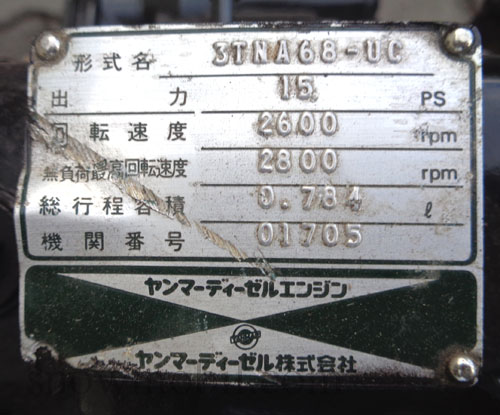 形式名 3TNA68-UC
出力 15 PS
回転速度 2600 rpm
無負荷最高回転速度 2800 rpm
総行程容積 0.784 ℓ
機関番号 01705
ヤンマーディーゼルエンジン
ヤンマーディーゼル株式会社